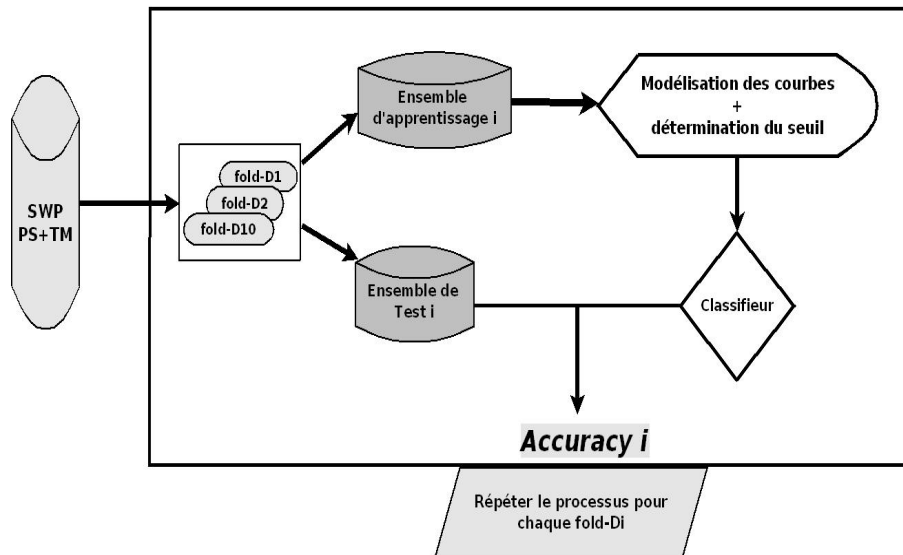 SWP
PS+TM
fold-D1
fold-D2
fold-D10
Ensemble
d'apprentissage i
Modélisation des courbes
+
détermination du seuil
Ensemble de
Test i
Classifieur
Accuracy i
Répéter le processus pour
chaque fold-Di